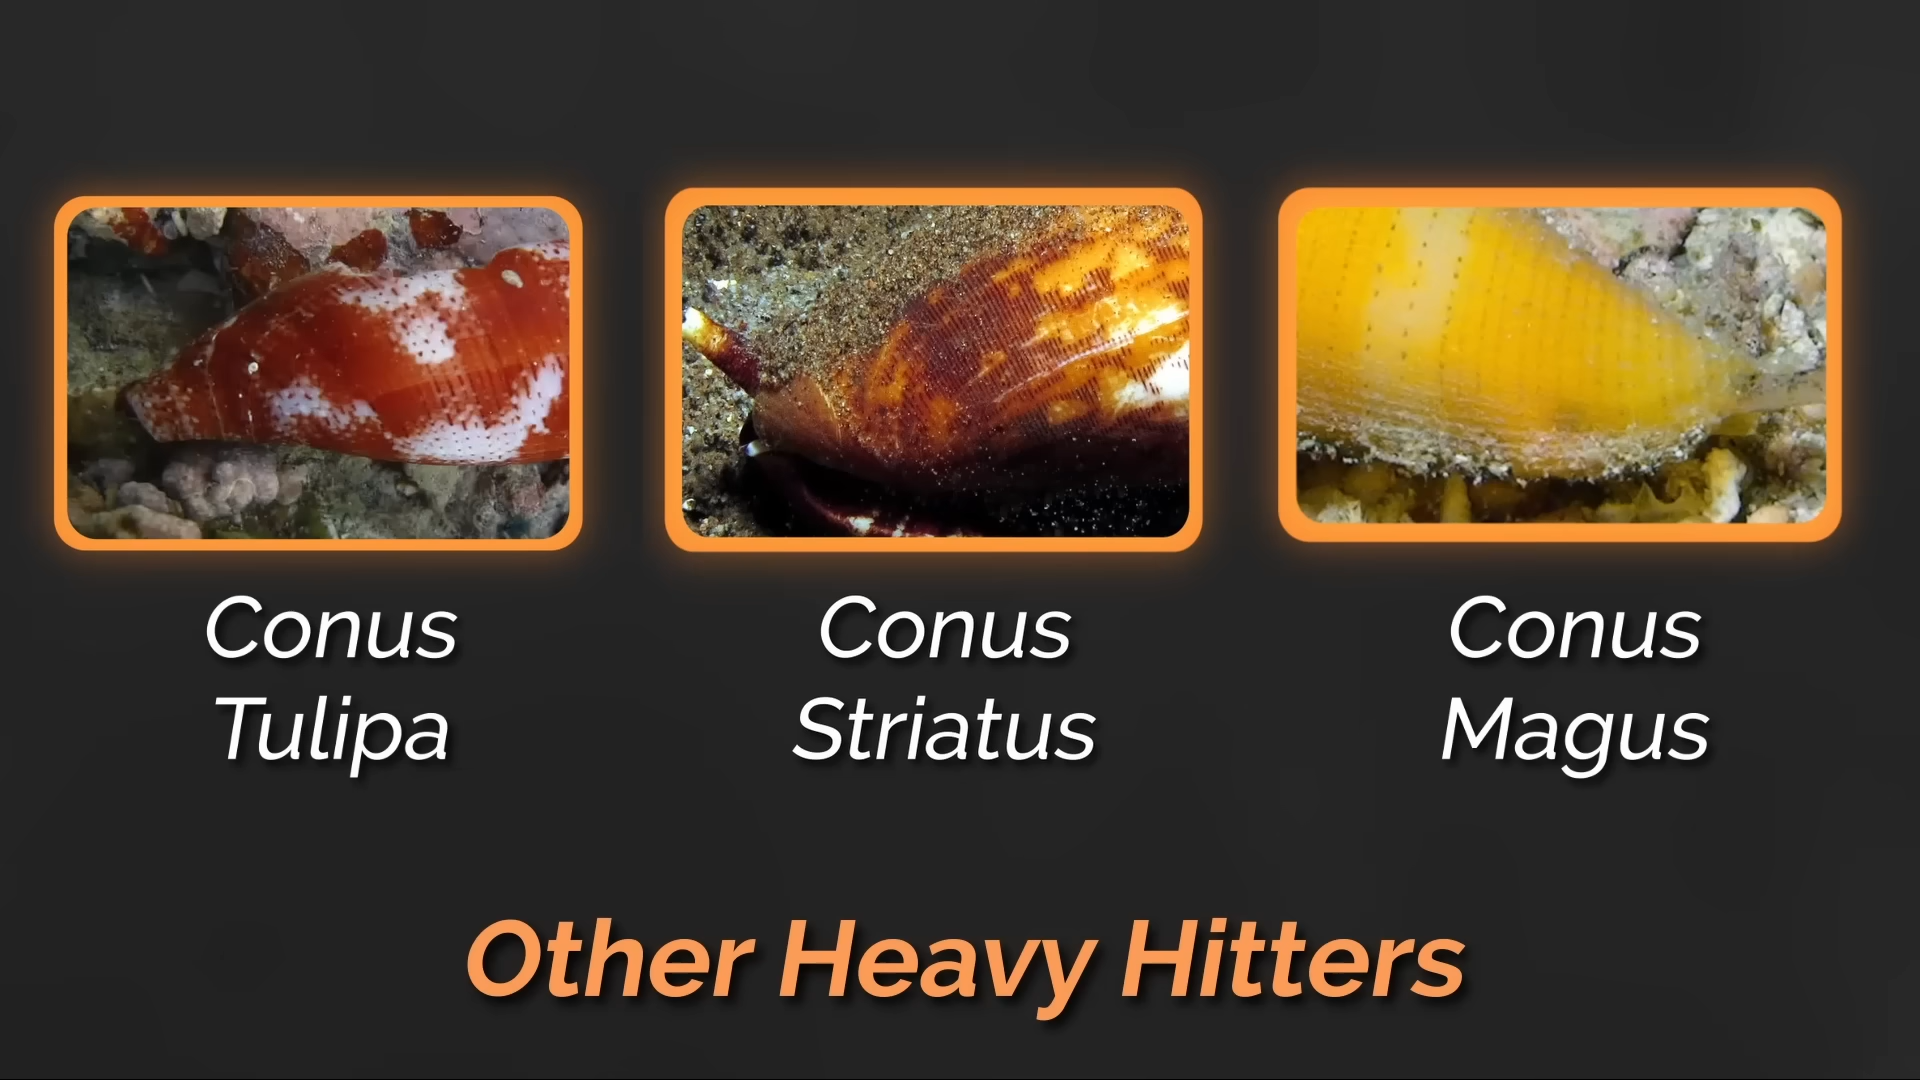 Conus
Tulipa
Conus
Striatus
Conus
Magus
Other Heavy Hitters